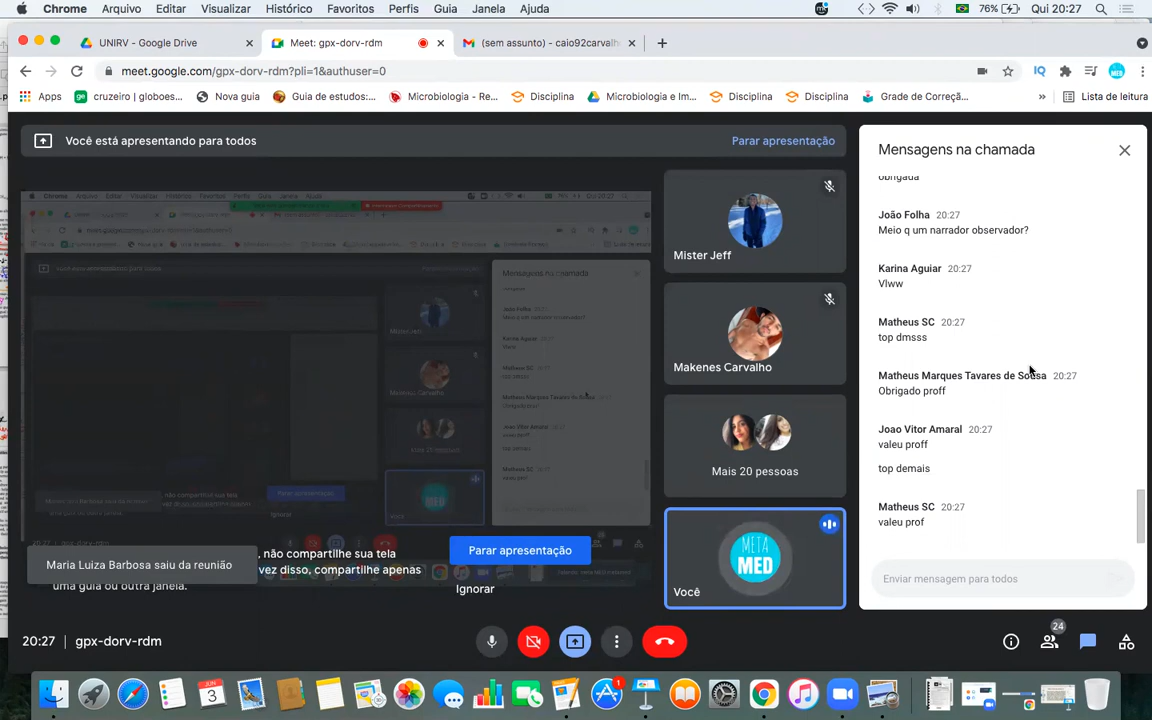 Chrome Arquivo Editar Visualizar Histórico Favoritos Perfis Guia Janela Ajuda 76% Qui 20:27
UNIRV - Google Drive Meet: gpx-dorv-rdm (sem assunto) - caio92carvalh
meet.google.com/gpx-dorv-rdm?pli=1&authuser=0
Apps cruzeiro | globoes... Nova guia Guia de estudos:... Microbiologia - Re... Disciplina Microbiologia e Im... Disciplina Disciplina Grade de Correçã... » Lista de leitura
Você está apresentando para todos
Parar apresentação
Mensagens na chamada
obrigada
João Folha 20:27
Meio q um narrador observador?
Karina Aguiar 20:27
Vlww
Matheus SC 20:27
top dmsss
Matheus Marques Tavares de Sousa 20:27
Obrigado proff
Joao Vitor Amaral 20:27
valeu proff
top demais
Matheus SC 20:27
valeu prof
Enviar mensagem para todos
Mister Jeff
Makenes Carvalho
Mais 20 pessoas
META
MED
Você
, não compartilhe sua tela
vez disso, compartilhe apenas
uma guia ou outra janela.
Maria Luiza Barbosa saiu da reunião
Parar apresentação
Ignorar
20:27 | gpx-dorv-rdm
24
JUN
3
1